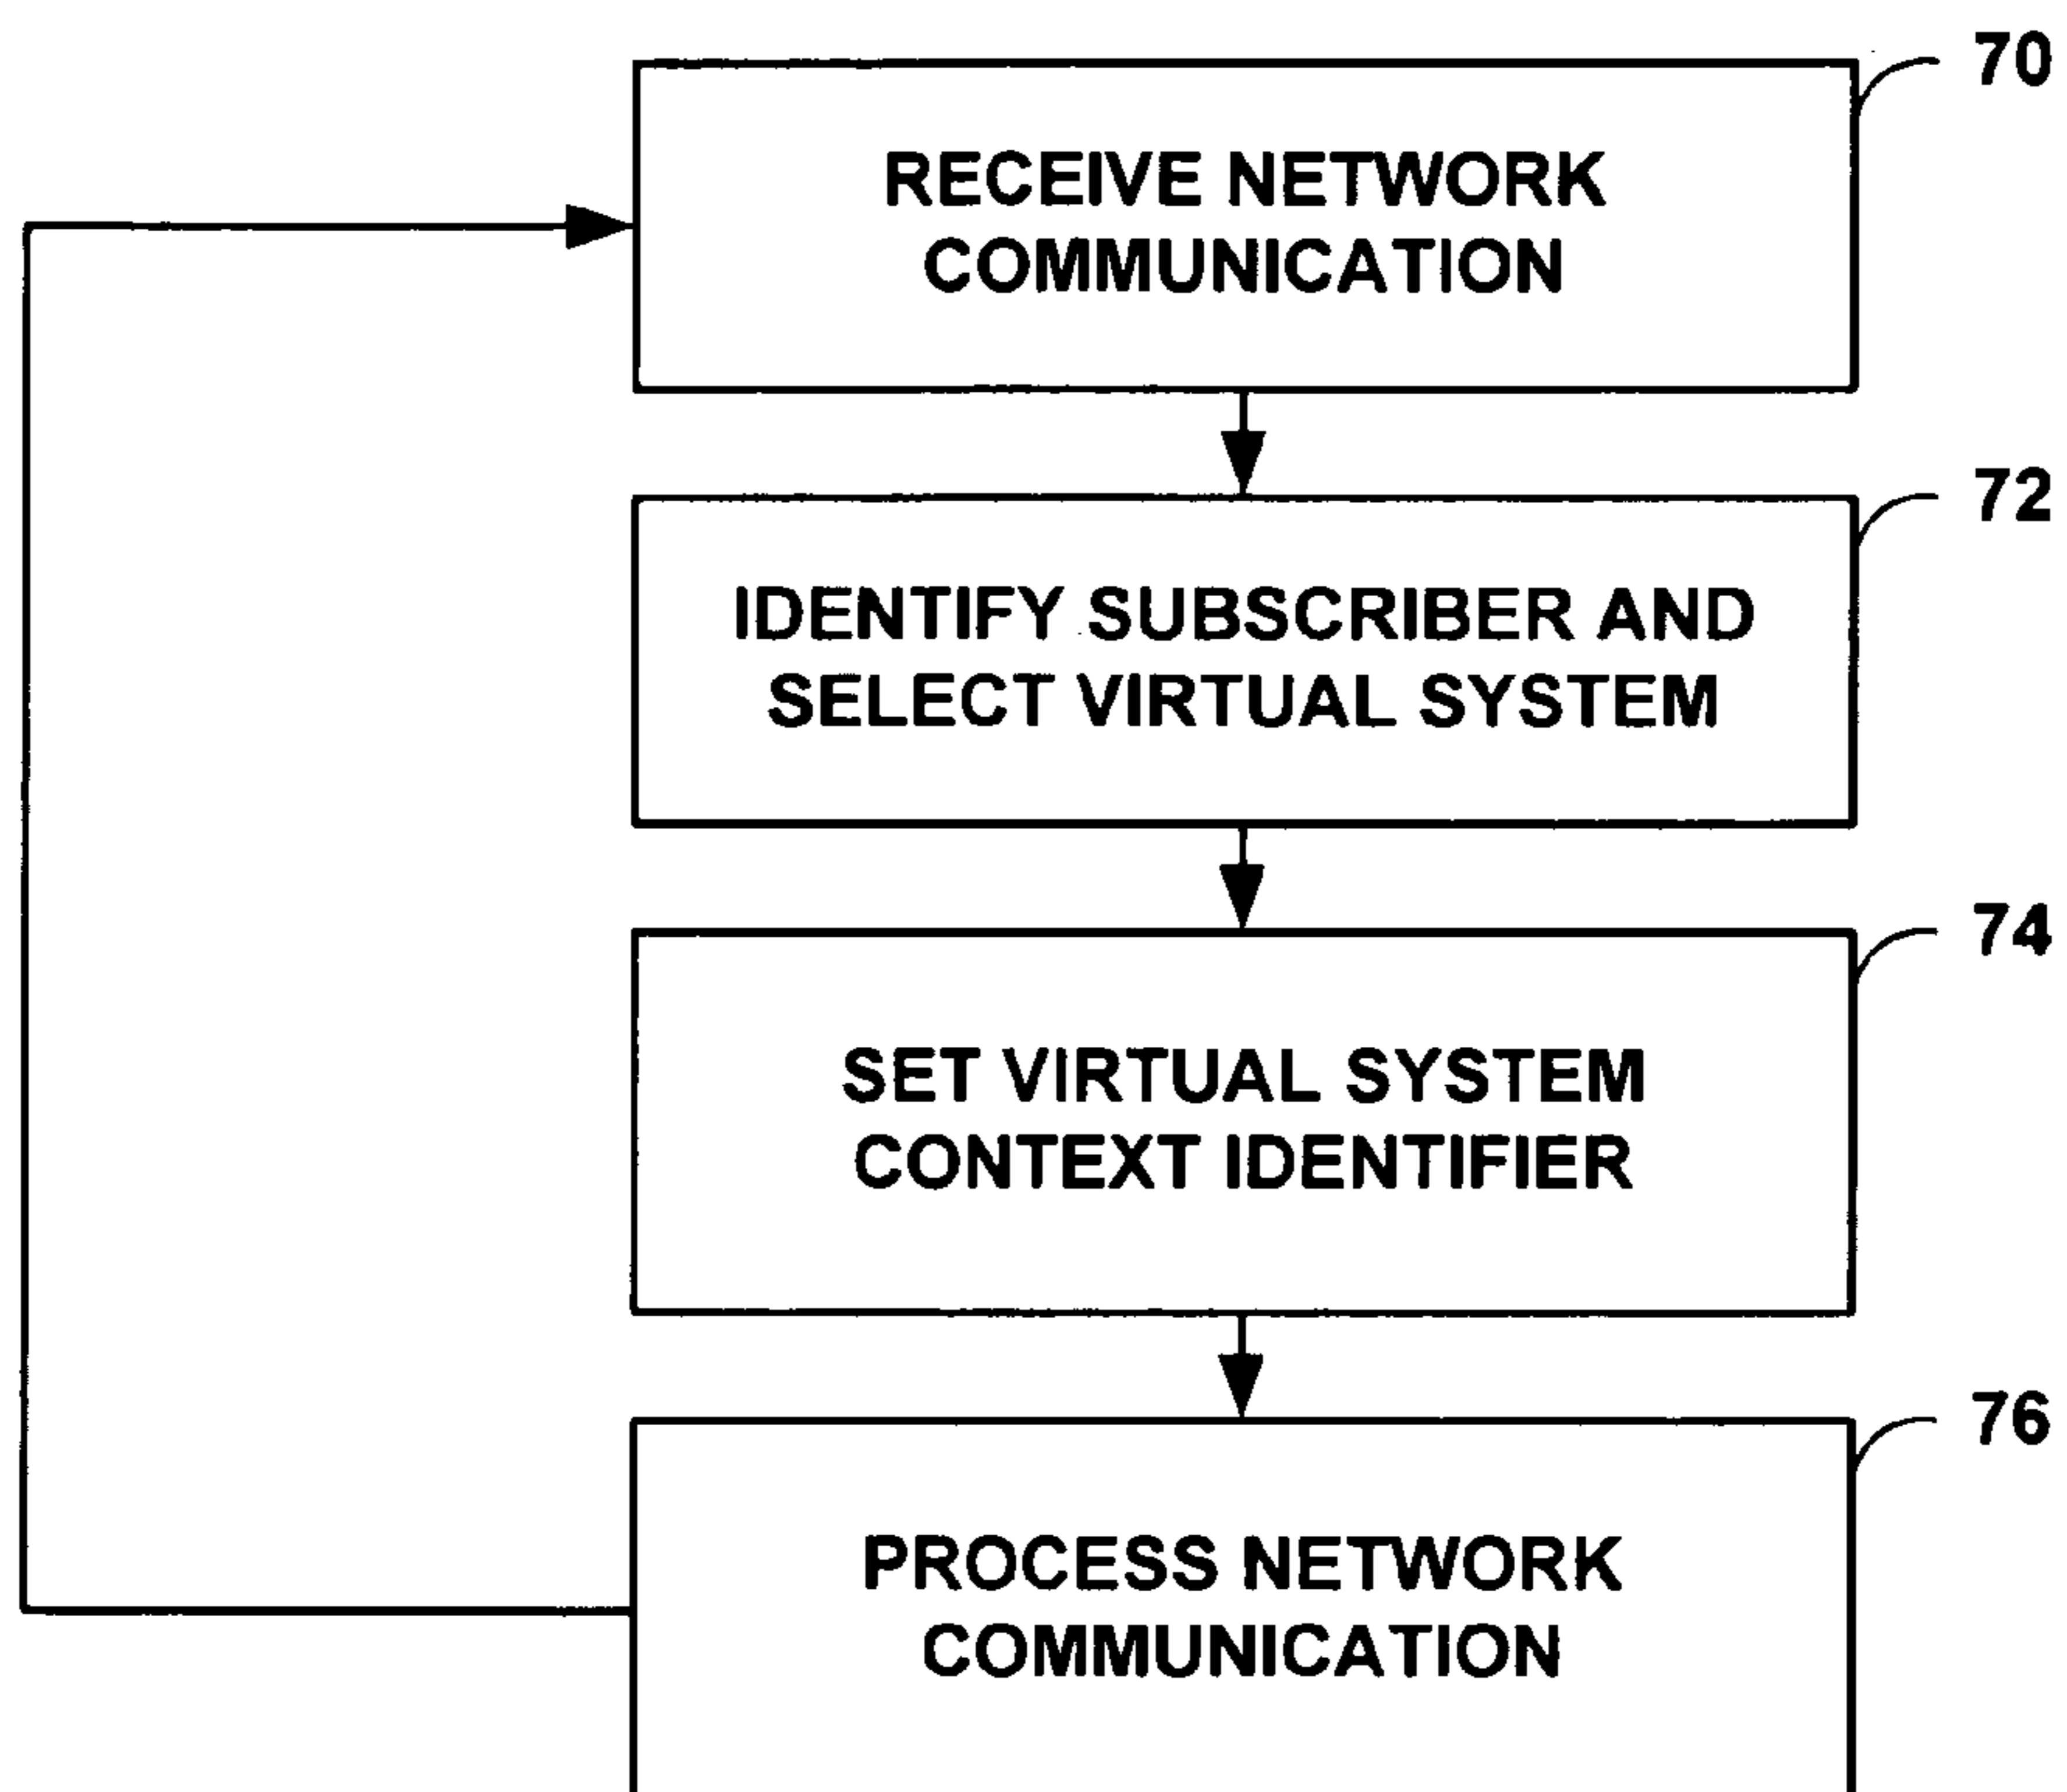 70
RECEIVE NETWORK
COMMUNICATION
72
IDENTIFY SUBSCRIBER AND
SELECT VIRTUAL SYSTEM
74
SET VIRTUAL SYSTEM
CONTEXT IDENTIFIER
76
PROCESS NETWORK
COMMUNICATION